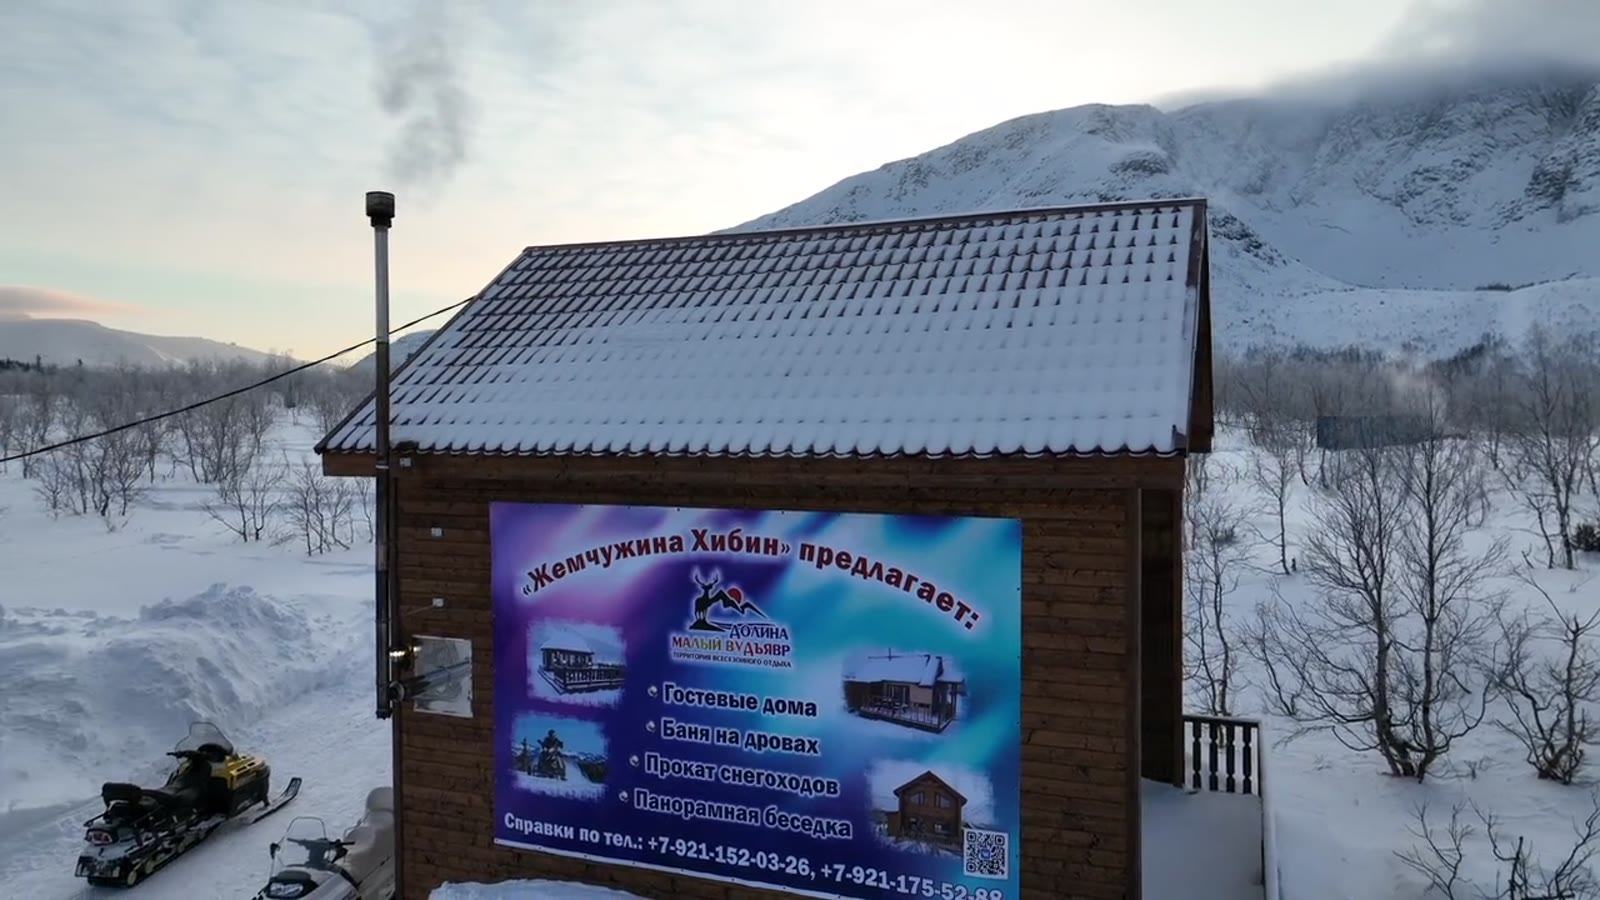 «Жемчужина Хибин» предлагает:
ДОЛИНА
МАЛЫЙ ВУДЪЯВР
ТЕРРИТОРИЯ ВСЕСЕЗОННОГО ОТДЫХА
Гостевые дома
Баня на дровах
Прокат снегоходов
Панорамная беседка
Справки по тел.: +7-921-152-03-26, +7-921-175-52-88